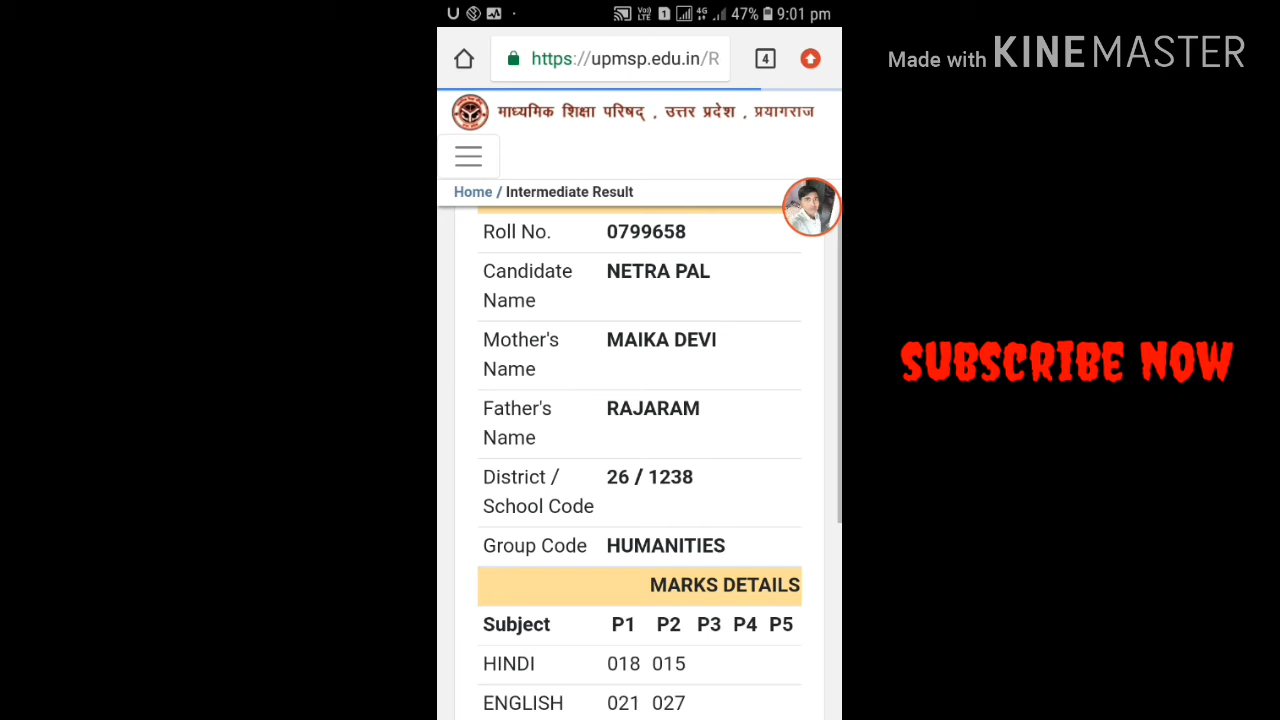 U 47% 9:01 pm
VoLTE 1 4G
https://upmsp.edu.in/R 4
Made with KINEMASTER
माध्यमिक शिक्षा परिषद् , उत्तर प्रदेश , प्रयागराज
Home / Intermediate Result
Roll No. 0799658
Candidate NETRA PAL
Name
Mother's MAIKA DEVI
Name
SUBSCRIBE NOW
Father's RAJARAM
Name
District / 26 / 1238
School Code
Group Code HUMANITIES
MARKS DETAILS
Subject P1 P2 P3 P4 P5
HINDI 018 015
ENGLISH 021 027